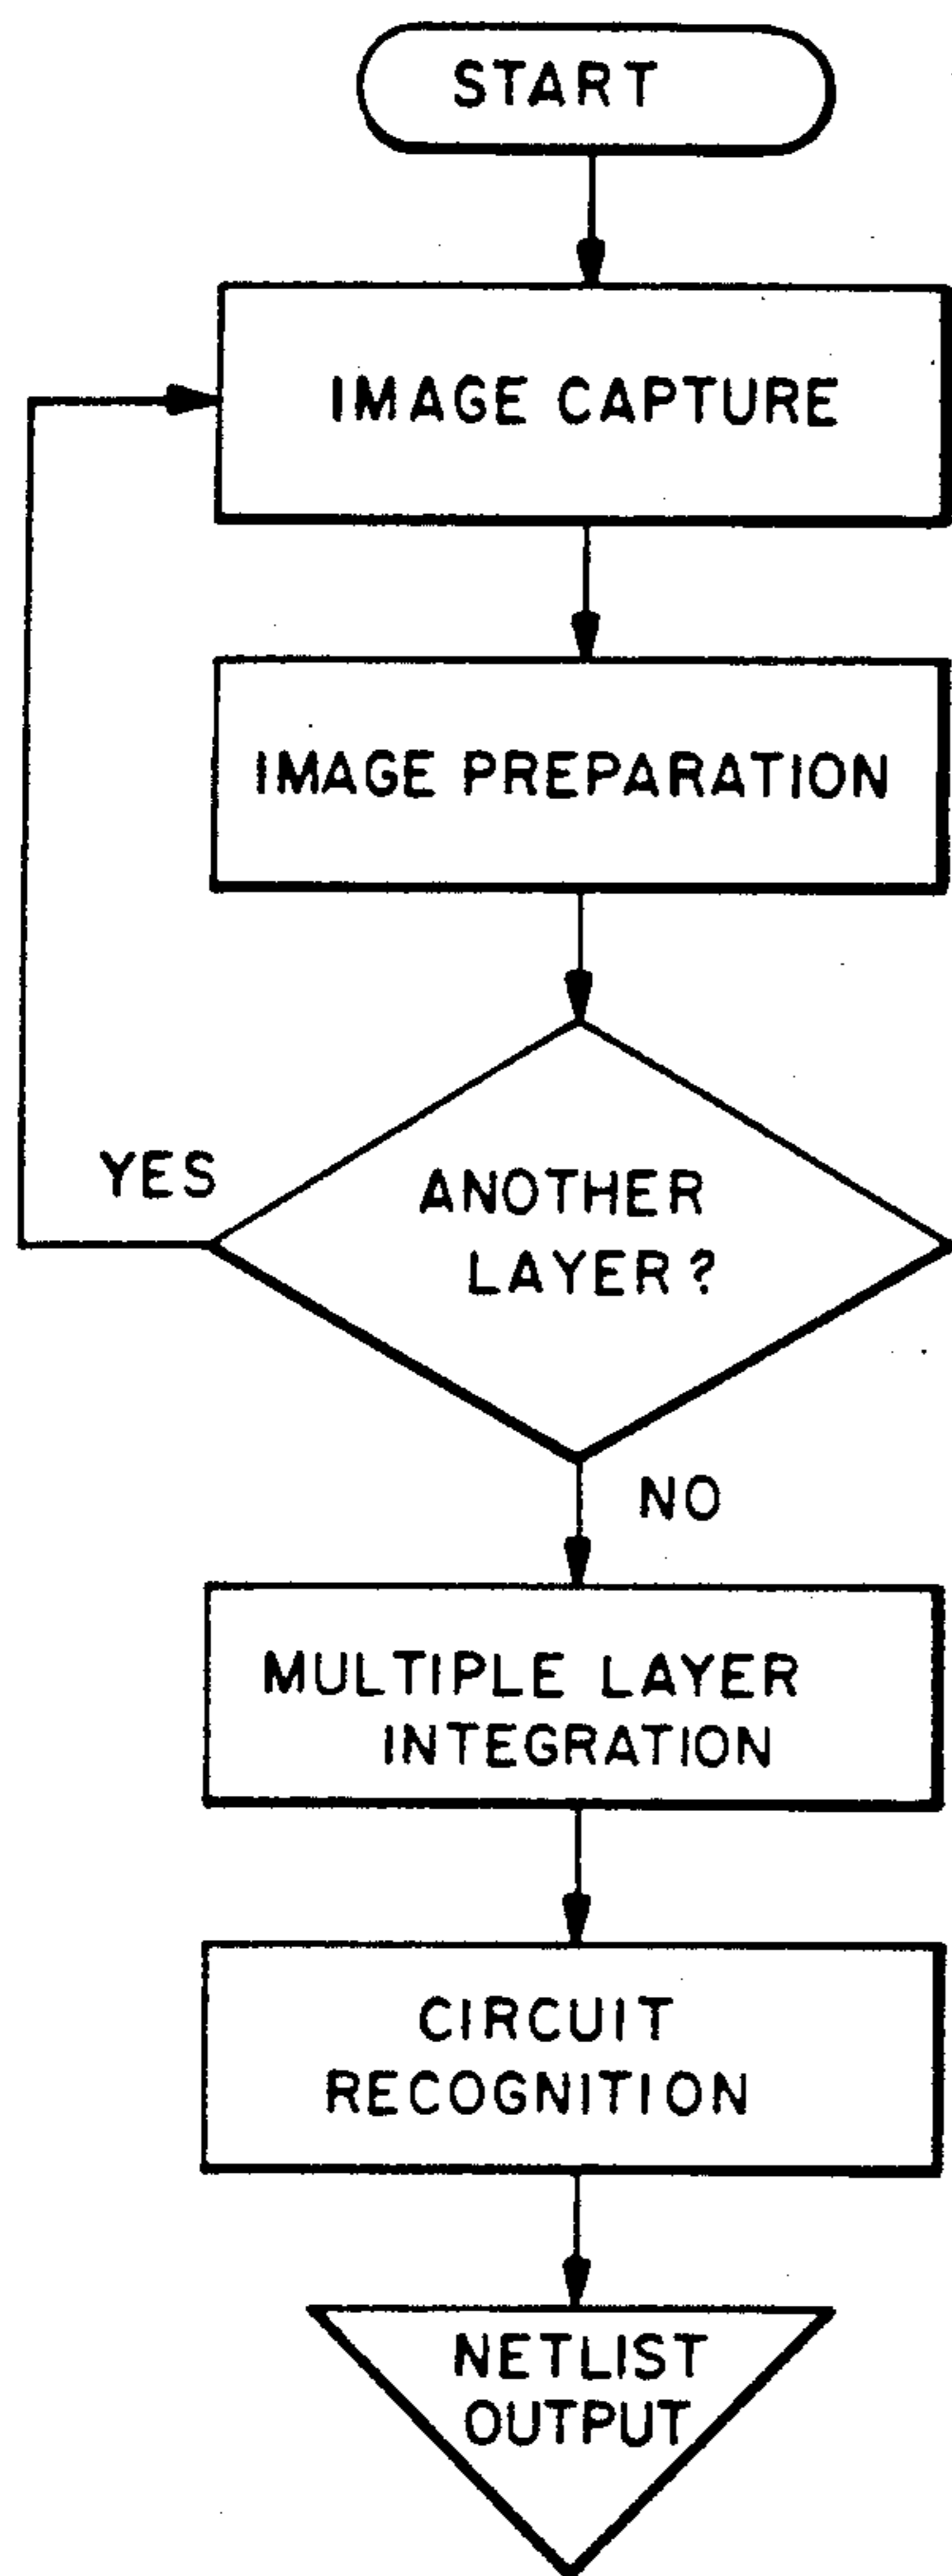 START
IMAGE CAPTURE
IMAGE PREPARATION
YES
ANOTHER
LAYER?
NO
MULTIPLE LAYER
INTEGRATION
CIRCUIT
RECOGNITION
NETLIST
OUTPUT